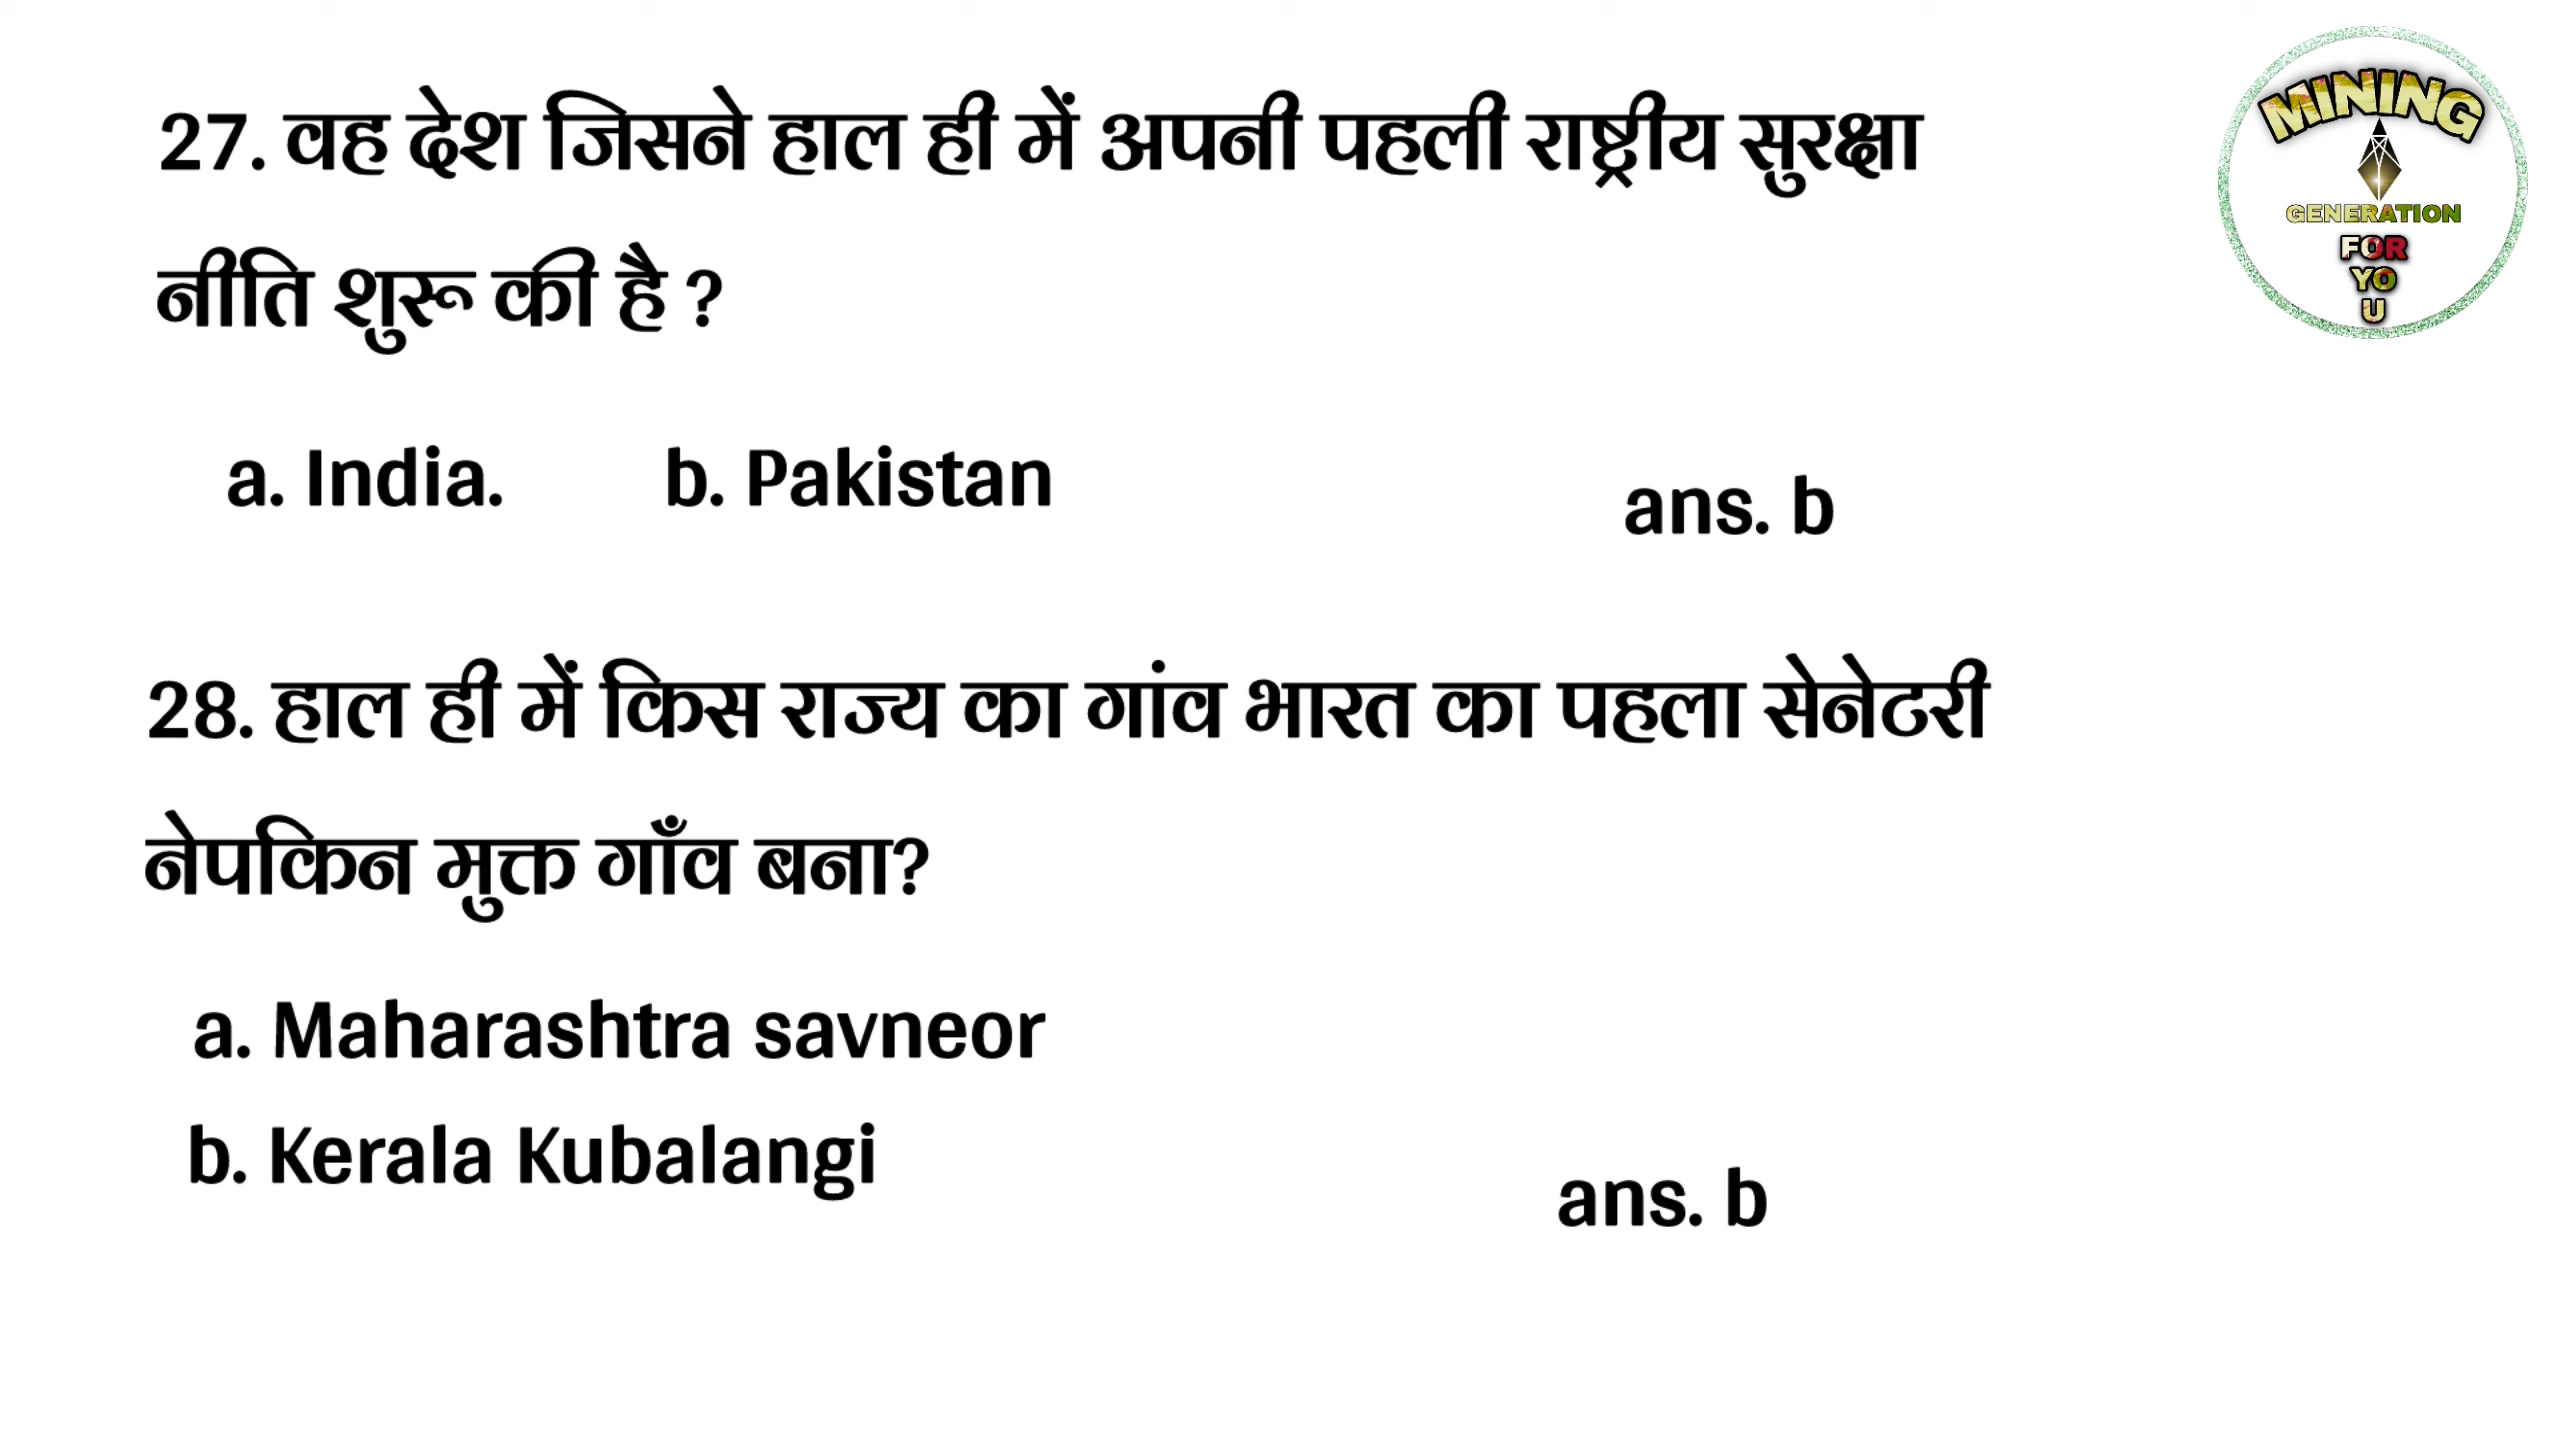 27. वह देश जिसने हाल ही में अपनी पहली राष्ट्रीय सुरक्षा
नीति शुरू की है ?
a. India. b. Pakistan
ans. b
28. हाल ही में किस राज्य का गांव भारत का पहला सेनेटरी
नेपकिन मुक्त गाँव बना?
a. Maharashtra savneor
b. Kerala Kubalangi
ans. b
MINING
GENERATION
FOR
YO
U